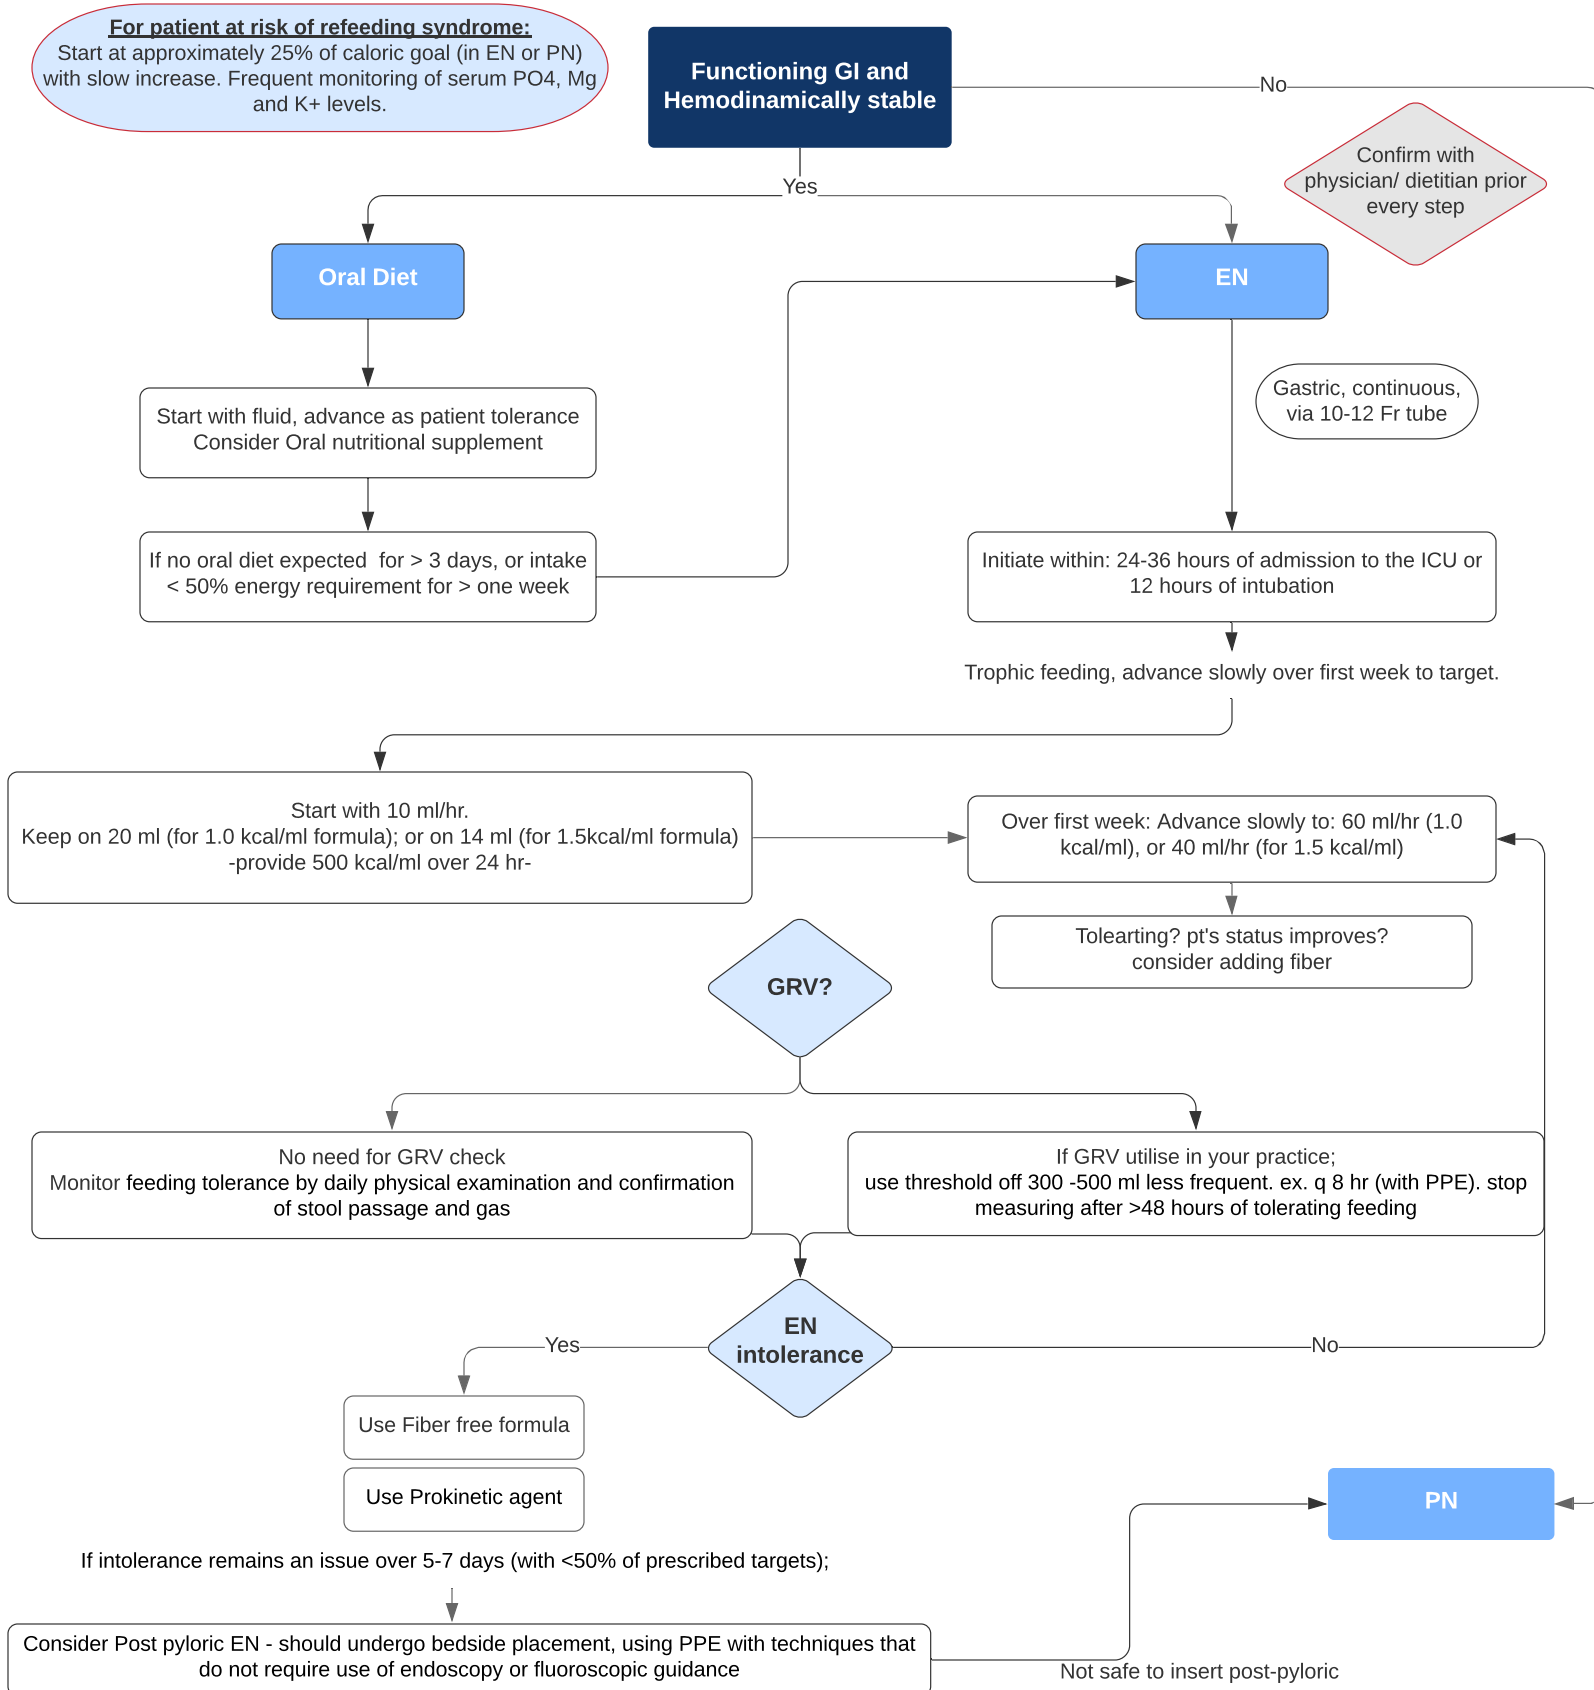 For patient at risk of refeeding syndrome:
Start at approximately 25% of caloric goal (in EN or PN)
with slow increase. Frequent monitoring of serum PO4, Mg
and K+ levels.
Functioning GI and
Hemodinamically stable
No
Confirm with
physician/ dietitian prior
every step
Yes
Oral Diet
EN
Gastric, continuous,
via 10-12 Fr tube
Start with fluid, advance as patient tolerance
Consider Oral nutritional supplement
If no oral diet expected  for > 3 days, or intake
< 50% energy requirement for > one week
Initiate within: 24-36 hours of admission to the ICU or
12 hours of intubation
Trophic feeding, advance slowly over first week to target.
Start with 10 ml/hr.
Keep on 20 ml (for 1.0 kcal/ml formula); or on 14 ml (for 1.5kcal/ml formula)
-provide 500 kcal/ml over 24 hr-
Over first week: Advance slowly to: 60 ml/hr (1.0
kcal/ml), or 40 ml/hr (for 1.5 kcal/ml)
Tolearting? pt's status improves?
consider adding fiber
GRV?
No need for GRV check
Monitor feeding tolerance by daily physical examination and confirmation
of stool passage and gas
If GRV utilise in your practice;
use threshold off 300 -500 ml less frequent. ex. q 8 hr (with PPE). stop
measuring after >48 hours of tolerating feeding
EN
intolerance
Yes
No
Use Fiber free formula
Use Prokinetic agent
PN
If intolerance remains an issue over 5-7 days (with <50% of prescribed targets);
Consider Post pyloric EN - should undergo bedside placement, using PPE with techniques that
do not require use of endoscopy or fluoroscopic guidance
Not safe to insert post-pyloric